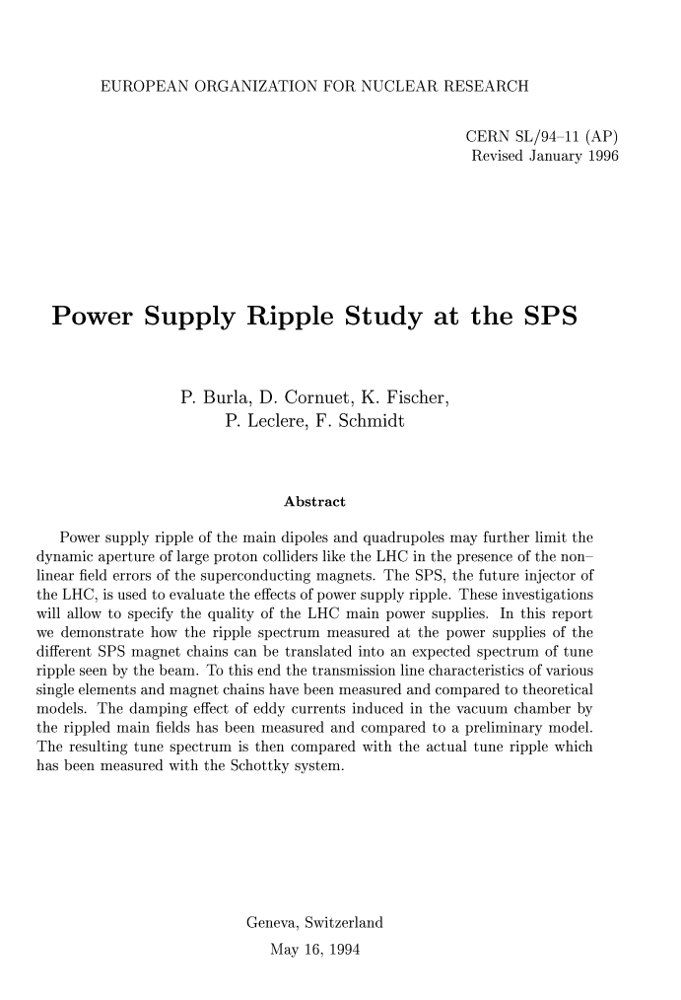 EUROPEAN ORGANIZATION FOR NUCLEAR RESEARCH
CERN SL/94–11 (AP)
Revised January 1996
Power Supply Ripple Study at the SPS
P. Burla, D. Cornuet, K. Fischer,
P. Leclere, F. Schmidt
Abstract
Power supply ripple of the main dipoles and quadrupoles may further limit the
dynamic aperture of large proton colliders like the LHC in the presence of the non–
linear field errors of the superconducting magnets. The SPS, the future injector of
the LHC, is used to evaluate the effects of power supply ripple. These investigations
will allow to specify the quality of the LHC main power supplies. In this report
we demonstrate how the ripple spectrum measured at the power supplies of the
different SPS magnet chains can be translated into an expected spectrum of tune
ripple seen by the beam. To this end the transmission line characteristics of various
single elements and magnet chains have been measured and compared to theoretical
models. The damping effect of eddy currents induced in the vacuum chamber by
the rippled main fields has been measured and compared to a preliminary model.
The resulting tune spectrum is then compared with the actual tune ripple which
has been measured with the Schottky system.
Geneva, Switzerland
May 16, 1994